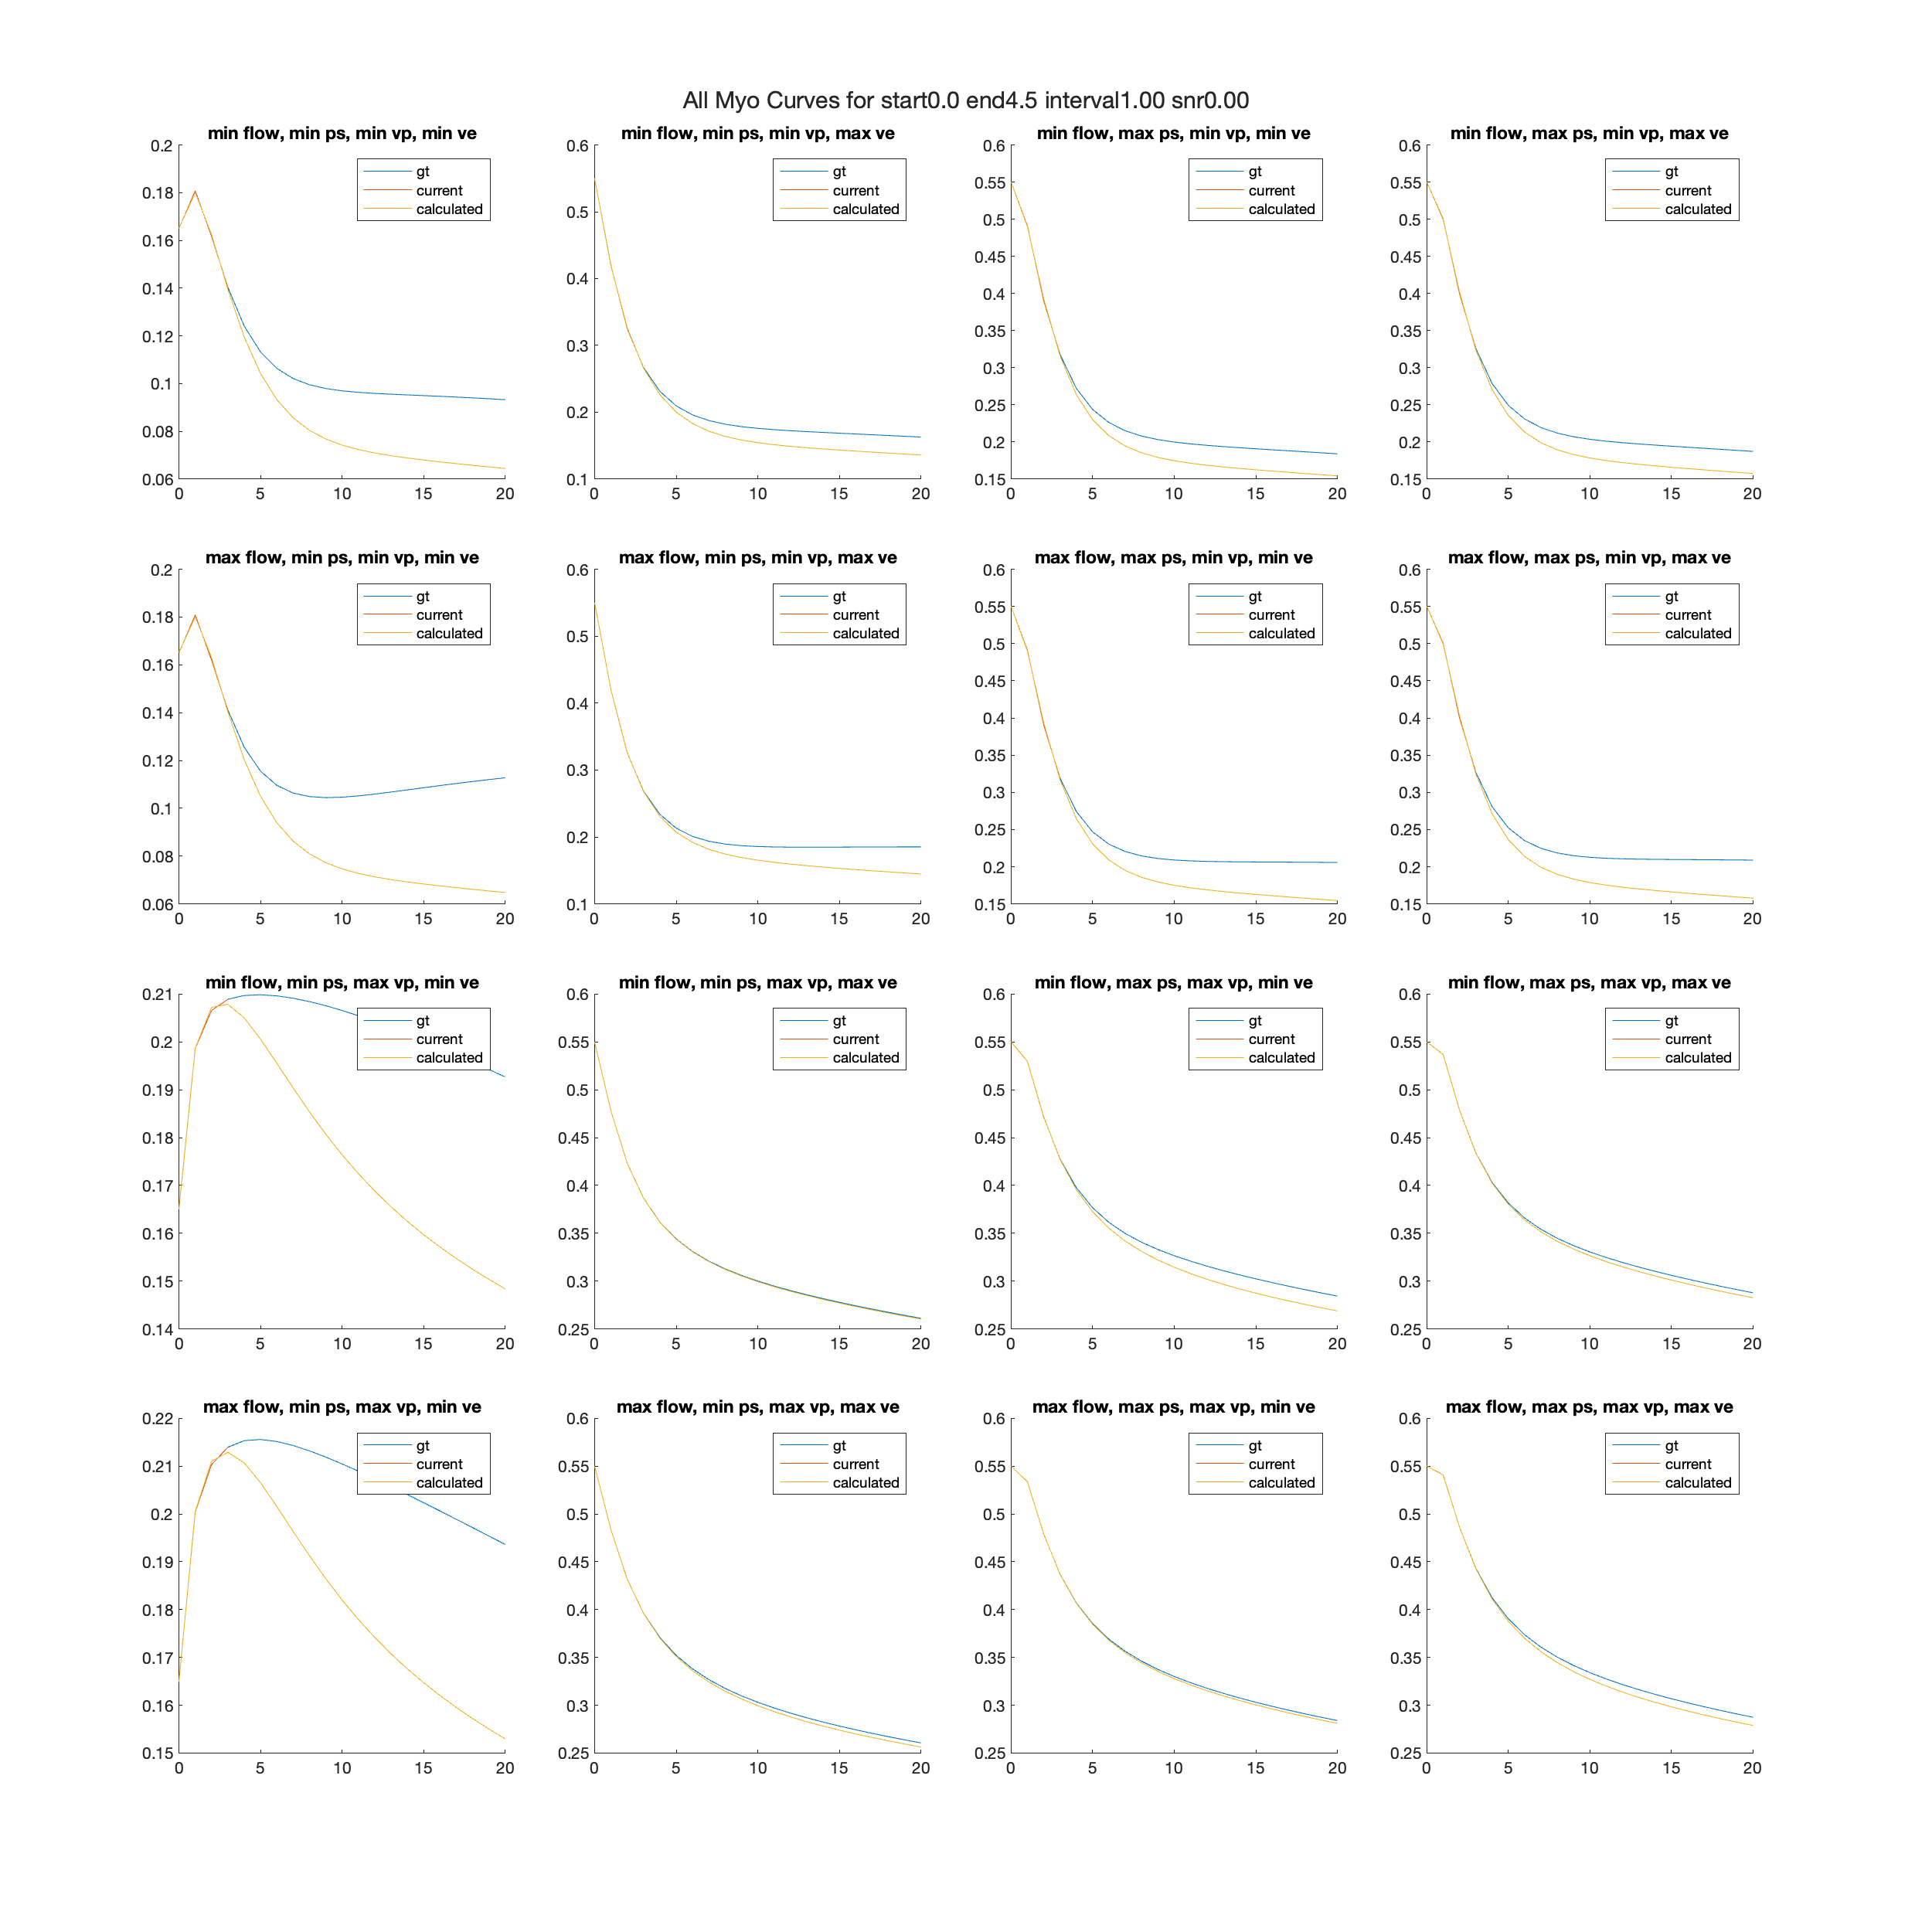 All Myo Curves for start0.0 end4.5 interval1.00 snr0.00
min flow, min ps, min vp, min ve
0.2
0.18
0.16
0.14
0.12
0.1
0.08
0.06
0 5 10 15 20
gt
current
calculated
min flow, min ps, min vp, max ve
0.6
0.5
0.4
0.3
0.2
0.1
0 5 10 15 20
gt
current
calculated
min flow, max ps, min vp, min ve
0.6
0.55
0.5
0.45
0.4
0.35
0.3
0.25
0.2
0.15
0 5 10 15 20
gt
current
calculated
min flow, max ps, min vp, max ve
0.6
0.55
0.5
0.45
0.4
0.35
0.3
0.25
0.2
0.15
0 5 10 15 20
gt
current
calculated
max flow, min ps, min vp, min ve
0.2
0.18
0.16
0.14
0.12
0.1
0.08
0.06
0 5 10 15 20
gt
current
calculated
max flow, min ps, min vp, max ve
0.6
0.5
0.4
0.3
0.2
0.1
0 5 10 15 20
gt
current
calculated
max flow, max ps, min vp, min ve
0.6
0.55
0.5
0.45
0.4
0.35
0.3
0.25
0.2
0.15
0 5 10 15 20
gt
current
calculated
max flow, max ps, min vp, max ve
0.6
0.55
0.5
0.45
0.4
0.35
0.3
0.25
0.2
0.15
0 5 10 15 20
gt
current
calculated
min flow, min ps, max vp, min ve
0.21
0.2
0.19
0.18
0.17
0.16
0.15
0.14
0 5 10 15 20
gt
current
calculated
min flow, min ps, max vp, max ve
0.6
0.55
0.5
0.45
0.4
0.35
0.3
0.25
0 5 10 15 20
gt
current
calculated
min flow, max ps, max vp, min ve
0.6
0.55
0.5
0.45
0.4
0.35
0.3
0.25
0 5 10 15 20
gt
current
calculated
min flow, max ps, max vp, max ve
0.6
0.55
0.5
0.45
0.4
0.35
0.3
0.25
0 5 10 15 20
gt
current
calculated
max flow, min ps, max vp, min ve
0.22
0.21
0.2
0.19
0.18
0.17
0.16
0.15
0 5 10 15 20
gt
current
calculated
max flow, min ps, max vp, max ve
0.6
0.55
0.5
0.45
0.4
0.35
0.3
0.25
0 5 10 15 20
gt
current
calculated
max flow, max ps, max vp, min ve
0.6
0.55
0.5
0.45
0.4
0.35
0.3
0.25
0 5 10 15 20
gt
current
calculated
max flow, max ps, max vp, max ve
0.6
0.55
0.5
0.45
0.4
0.35
0.3
0.25
0 5 10 15 20
gt
current
calculated